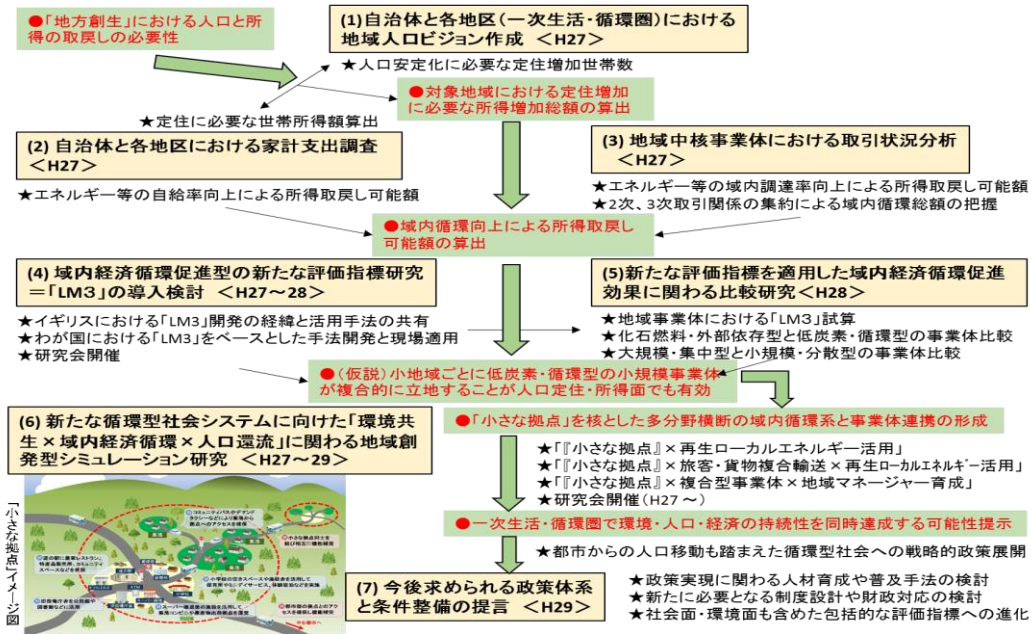 ●「地方創生」における人口と所
得の取戻しの必要性
(1)自治体と各地区(一次生活・循環圏)における
地域人口ビジョン作成 <H27>
★人口安定化に必要な定住増加世帯数
●対象地域における定住増加
に必要な所得増加総額の算出
★定住に必要な世帯所得額算出
(2) 自治体と各地区における家計支出調査
<H27>
(3) 地域中核事業体における取引状況分析
<H27>
★エネルギー等の自給率向上による所得取戻し可能額
★エネルギー等の域内調達率向上による所得取戻し可能額
★2次、3次取引関係の集約による域内循環総額の把握
●域内循環向上による所得取戻し
可能額の算出
(4) 域内経済循環促進型の新たな評価指標研究
=「LM3」の導入検討 <H27~28>
(5)新たな評価指標を適用した域内経済循環促進
効果に関わる比較研究<H28>
★イギリスにおける「LM3」開発の経緯と活用手法の共有
★わが国における「LM3」をベースとした手法開発と現場適用
★研究会開催
★地域事業体における「LM3」試算
★化石燃料・外部依存型と低炭素・循環型の事業体比較
★大規模・集中型と小規模・分散型の事業体比較
●(仮説)小地域ごとに低炭素・循環型の小規模事業体
が複合的に立地することが人口定住・所得面でも有効
(6) 新たな循環型社会システムに向けた「環境共
生×域内経済循環×人口還流」に関わる地域創
発型シミュレーション研究 <H27~29>
●「小さな拠点」を核とした多分野横断の域内循環系と事業体連携の形成
★「『小さな拠点』×再生ローカルエネルギー活用」
★「『小さな拠点』×旅客・貨物複合輸送×再生ローカルエネルギー活用」
★「『小さな拠点』×複合型事業体×地域マネージャー育成」
★研究会開催(H27~)
●一次生活・循環圏で環境・人口・経済の持続性を同時達成する可能性提示
★都市からの人口移動も踏まえた循環型社会への戦略的政策展開
(7) 今後求められる政策体系
と条件整備の提言 <H29>
★政策実現に関わる人材育成や普及手法の検討
★新たに必要となる制度設計や財政対応の検討
★社会面・環境面も含めた包括的な評価指標への進化
「小さな拠点」イメージ図